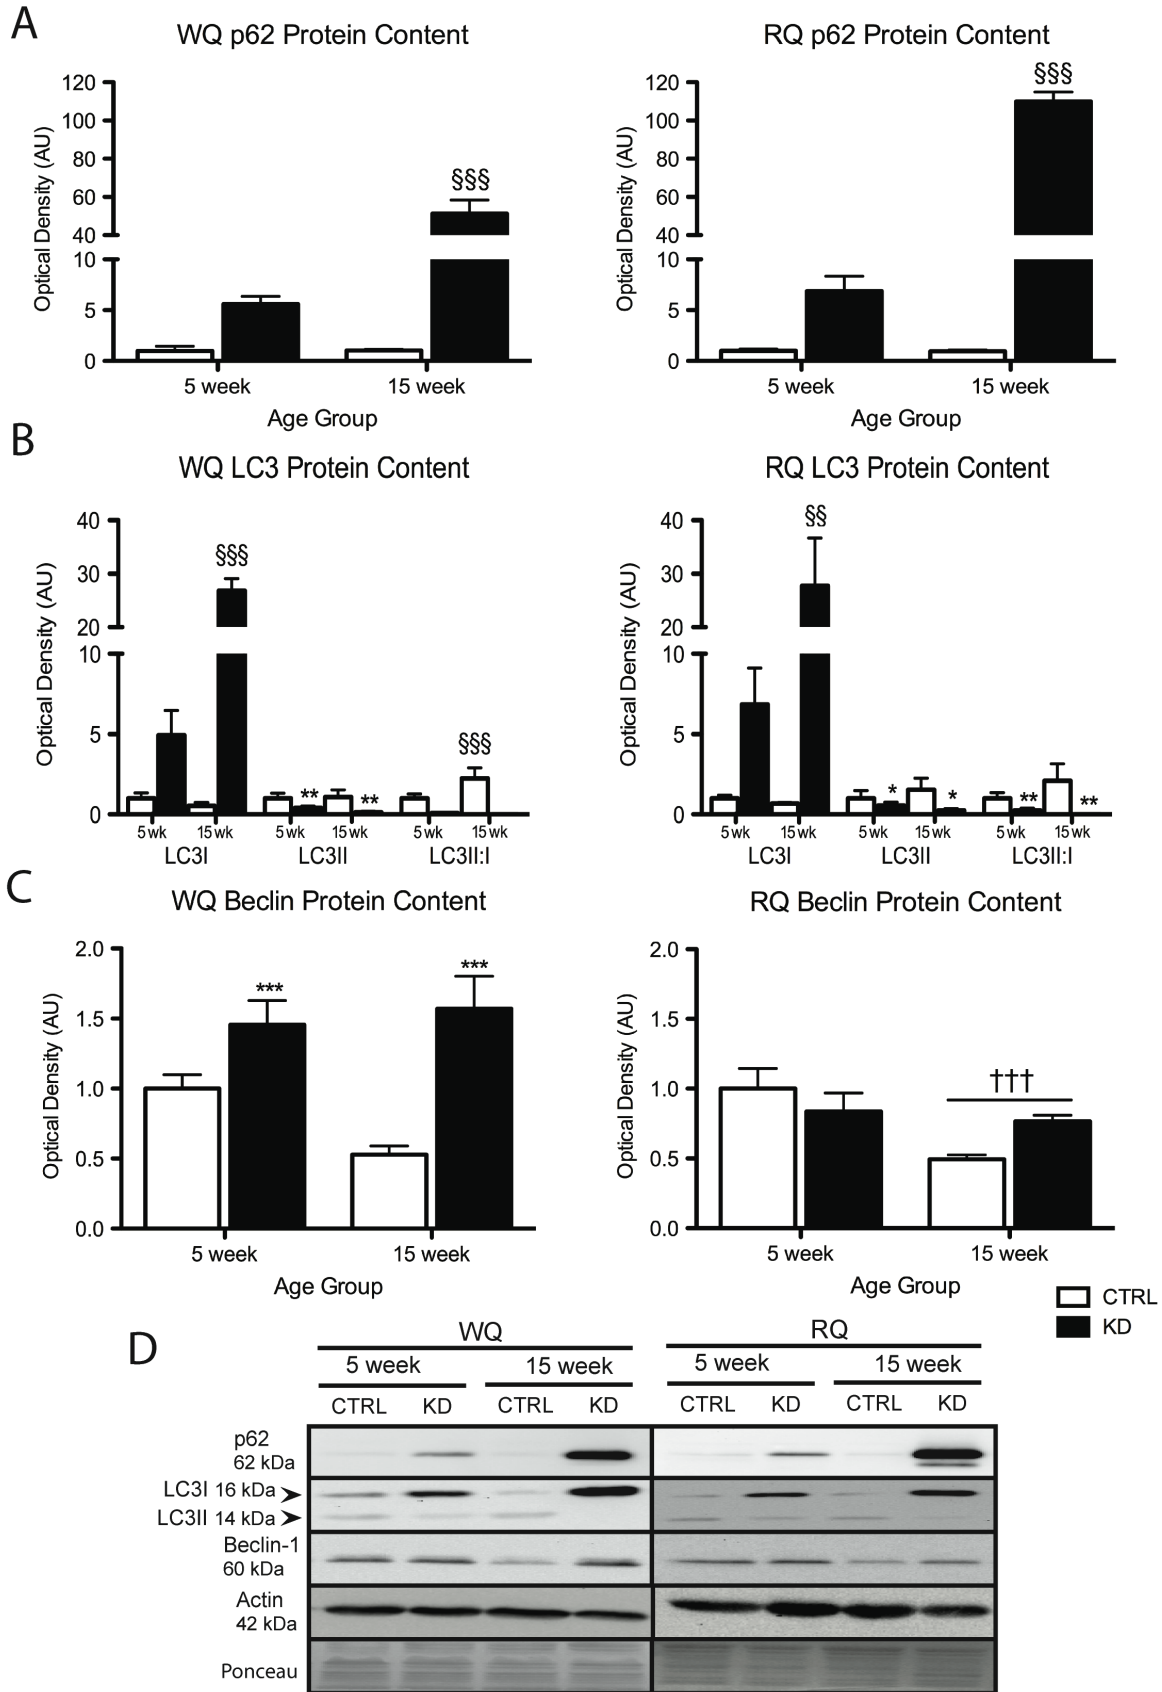 A
WQ p62 Protein Content
RQ p62 Protein Content
Optical Density (AU)
120
100
80
60
40
10
5
0
§§§
5 week
15 week
Age Group
Optical Density (AU)
120
100
80
60
40
10
5
0
§§§
5 week
15 week
Age Group
B
WQ LC3 Protein Content
RQ LC3 Protein Content
Optical Density (AU)
40
30
20
10
5
0
§§§
** **
§§§
5 wk 15 wk 5 wk 15 wk 5 wk 15 wk
LC3I LC3II LC3II:I
Optical Density (AU)
40
30
20
10
5
0
§§
* * ** **
5 wk 15 wk 5 wk 15 wk 5 wk 15 wk
LC3I LC3II LC3II:I
C
WQ Beclin Protein Content
RQ Beclin Protein Content
Optical Density (AU)
2.0
1.5
1.0
0.5
0.0
*** ***
5 week
15 week
Age Group
Optical Density (AU)
2.0
1.5
1.0
0.5
0.0
†††
5 week
15 week
Age Group
CTRL
KD
D
WQ RQ
5 week 15 week 5 week 15 week
CTRL KD CTRL KD CTRL KD CTRL KD
p62
62 kDa
LC3I 16 kDa
LC3II 14 kDa
Beclin-1
60 kDa
Actin
42 kDa
Ponceau